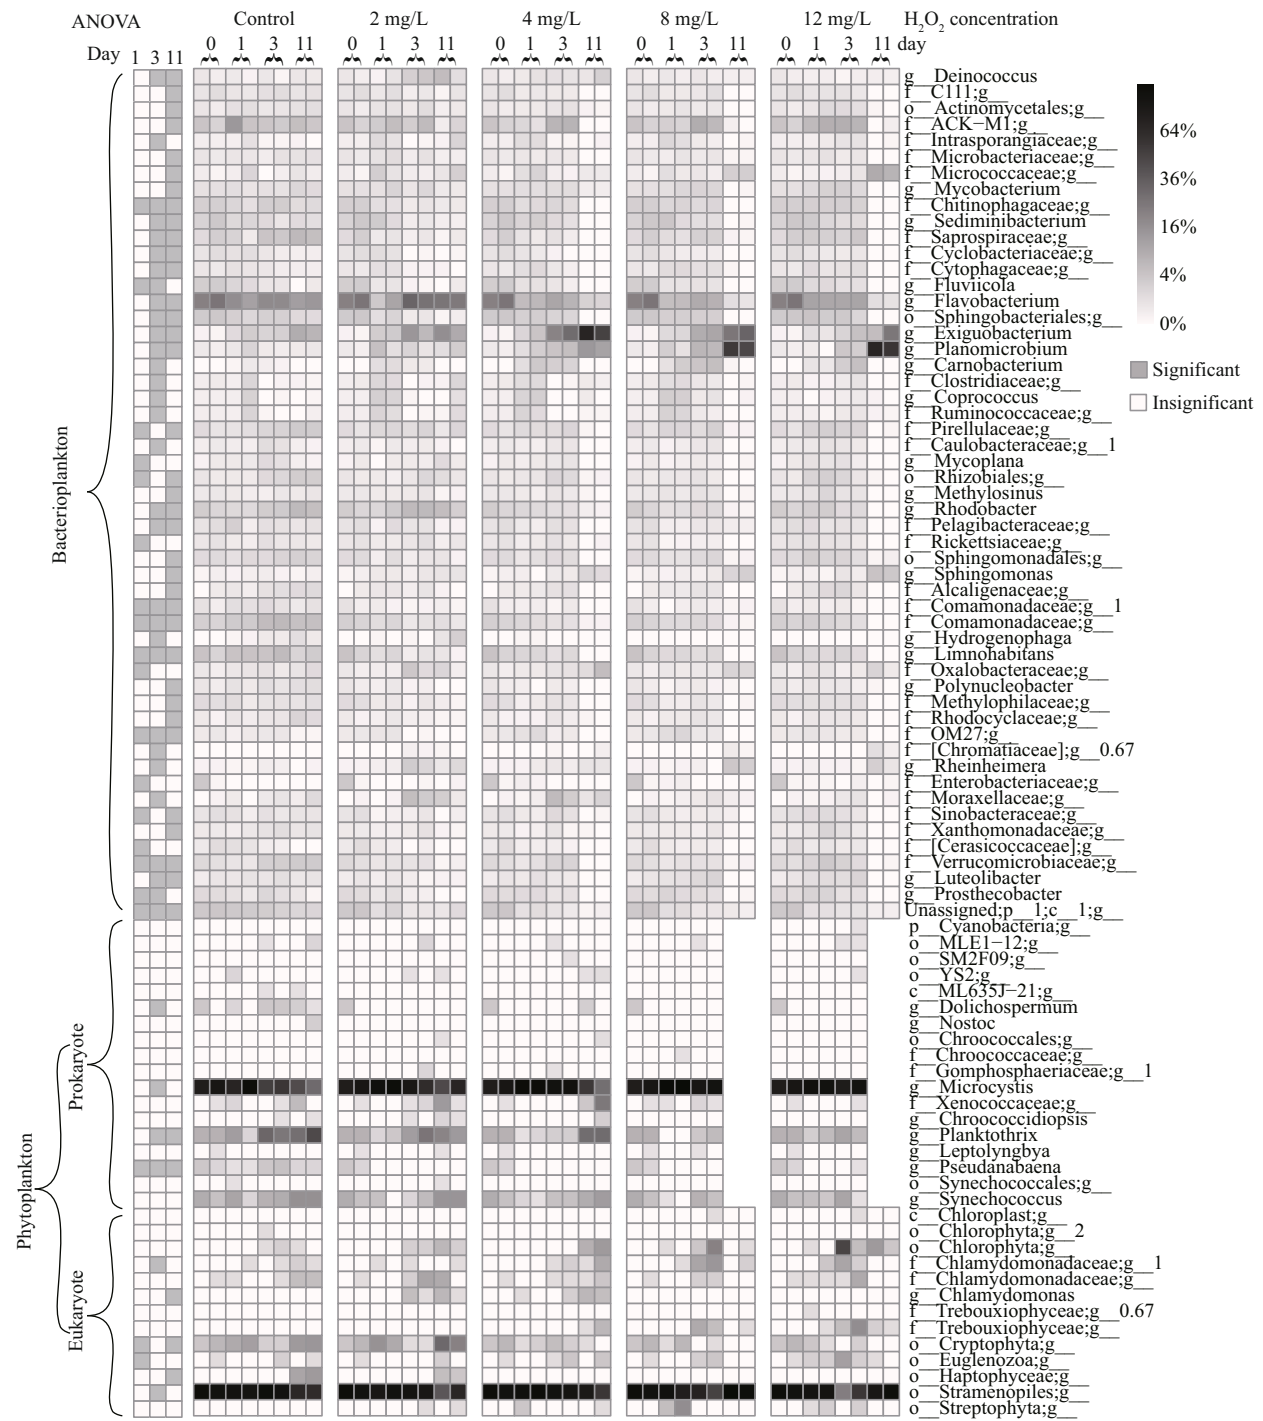 ANOVA
Control
2 mg/L
4 mg/L
8 mg/L
12 mg/L
H₂O₂ concentration
Day 1 3 11
0 1 3 11
0 1 3 11
0 1 3 11
0 1 3 11
0 1 3 11 day
g__Deinococcus
f__C111;g__
o__Actinomycetales;g__
f__ACK−M1;g__
f__Intrasporangiaceae;g__
f__Microbacteriaceae;g__
f__Micrococcaceae;g__
g__Mycobacterium
f__Chitinophagaceae;g__
g__Sediminibacterium
f__Saprospiraceae;g__
f__Cyclobacteriaceae;g__
f__Cytophagaceae;g__
g__Fluviicola
g__Flavobacterium
o__Sphingobacteriales;g__
g__Exiguobacterium
g__Planomicrobium
g__Carnobacterium
f__Clostridiaceae;g__
g__Coprococcus
f__Ruminococcaceae;g__
f__Pirellulaceae;g__
f__Caulobacteraceae;g__1
g__Mycoplana
o__Rhizobiales;g__
g__Methylosinus
g__Rhodobacter
f__Pelagibacteraceae;g__
f__Rickettsiaceae;g__
o__Sphingomonadales;g__
g__Sphingomonas
f__Alcaligenaceae;g__
f__Comamonadaceae;g__1
f__Comamonadaceae;g__
g__Hydrogenophaga
g__Limnohabitans
f__Oxalobacteraceae;g__
g__Polynucleobacter
f__Methylophilaceae;g__
f__Rhodocyclaceae;g__
f__OM27;g__
f__[Chromatiaceae];g__0.67
g__Rheinheimera
f__Enterobacteriaceae;g__
f__Moraxellaceae;g__
f__Sinobacteraceae;g__
f__Xanthomonadaceae;g__
f__[Cerasicoccaceae];g__
f__Verrucomicrobiaceae;g__
g__Luteolibacter
g__Prosthecobacter
Unassigned;p__1;c__1;g__
p__Cyanobacteria;g__
o__MLE1−12;g__
o__SM2F09;g__
o__YS2;g__
c__ML635J−21;g__
g__Dolichospermum
g__Nostoc
o__Chroococcales;g__
f__Chroococcaceae;g__
f__Gomphosphaeriaceae;g__1
g__Microcystis
f__Xenococcaceae;g__
g__Chroococcidiopsis
g__Planktothrix
g__Leptolyngbya
g__Pseudanabaena
o__Synechococcales;g__
g__Synechococcus
c__Chloroplast;g__
o__Chlorophyta;g__2
o__Chlorophyta;g__
f__Chlamydomonadaceae;g__1
f__Chlamydomonadaceae;g__
g__Chlamydomonas
f__Trebouxiophyceae;g__0.67
f__Trebouxiophyceae;g__
o__Cryptophyta;g__
o__Euglenozoa;g__
o__Haptophyceae;g__
o__Stramenopiles;g__
o__Streptophyta;g__
64%
36%
16%
4%
0%
Significant
Insignificant
Bacterioplankton
Prokaryote
Phytoplankton
Eukaryote